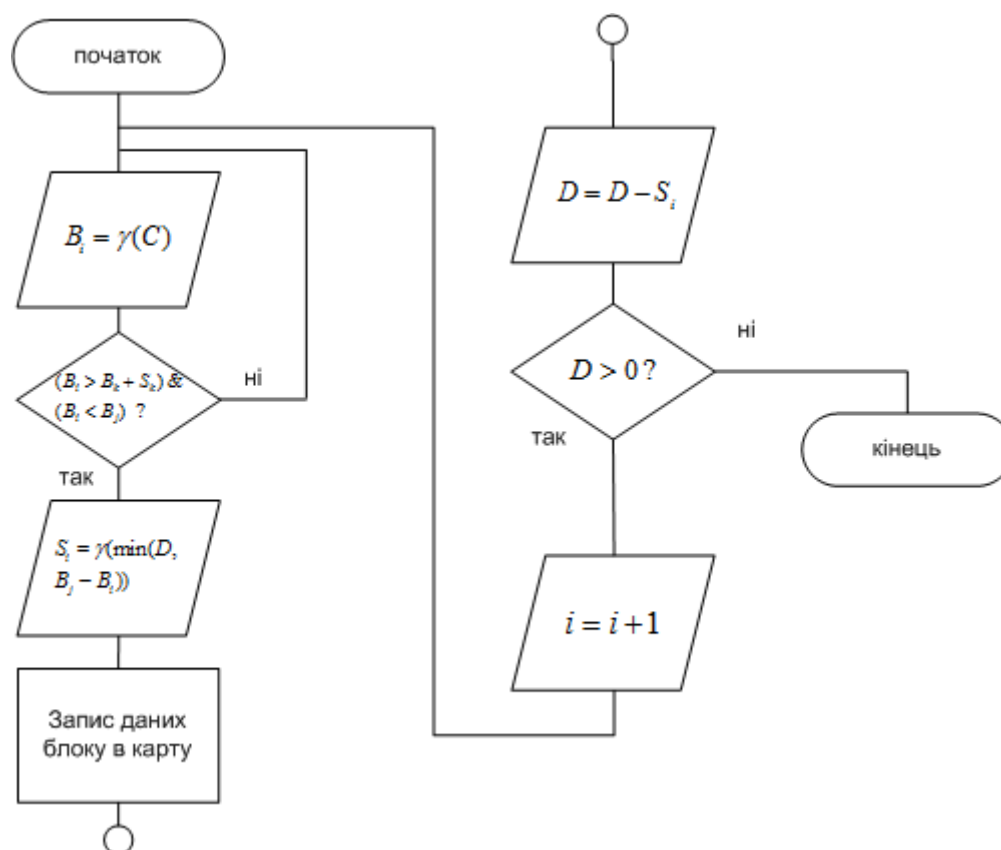 початок
B_i = γ(C)
(B_i > B_k + S_k) &
(B_i < B_j) ?
ні
так
S_i = γ(min(D,
B_j − B_i))
Запис даних
блоку в карту
D = D − S_i
D > 0 ?
ні
так
кінець
i = i + 1